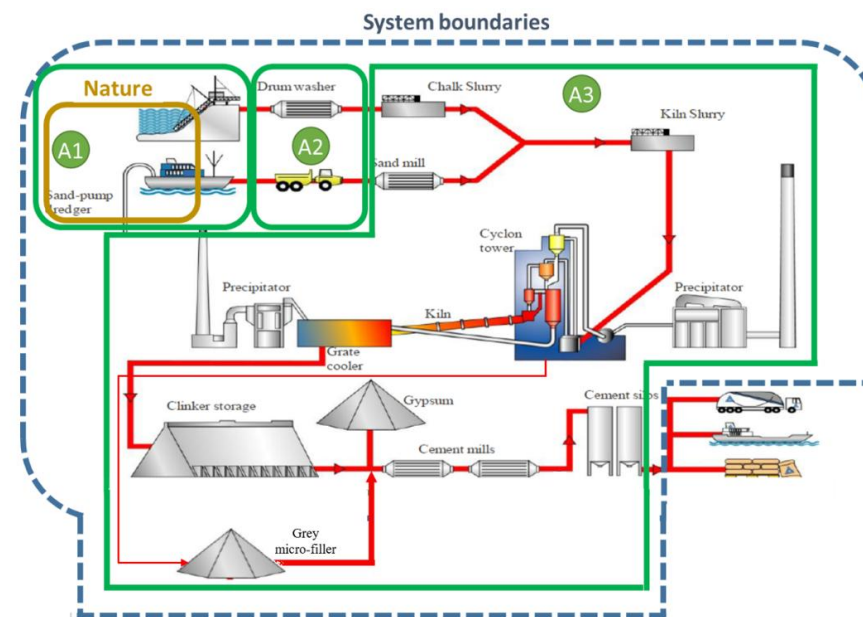 System boundaries
Nature
A1
Sand-pump
dredger
Drum washer
A2
Sand mill
Chalk Slurry
A3
Kiln Slurry
Cyclon
tower
Precipitator
Kiln
Precipitator
Grate
cooler
Clinker storage
Gypsum
Cement silos
Cement mills
Grey
micro-filler